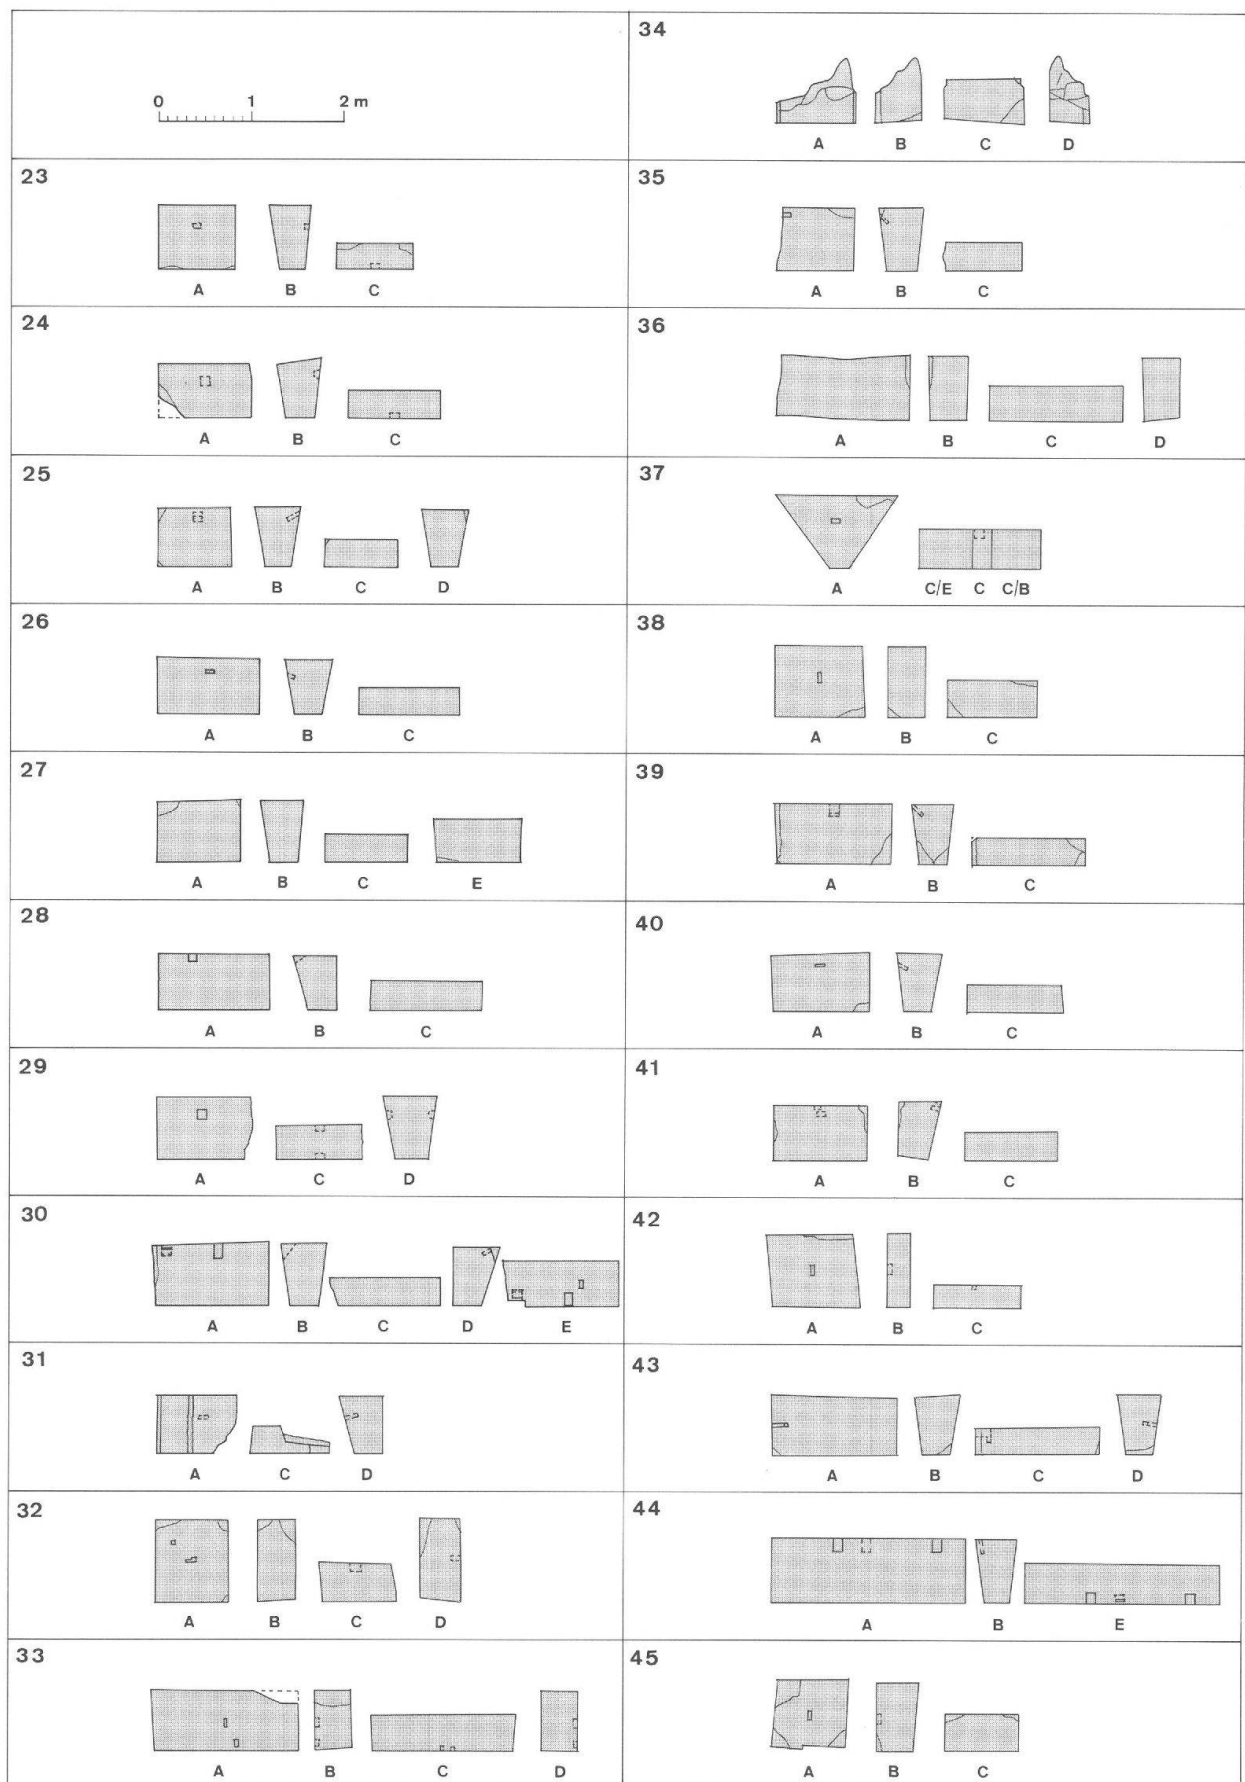 0 1 2 m
23
A B C
24
A B C
25
A B C D
26
A B C
27
A B C E
28
A B C
29
A C D
30
A B C D E
31
A C D
32
A B C D
33
A B C D
34
A B C D
35
A B C
36
A B C D
37
A C/E C C/B
38
A B C
39
A B C
40
A B C
41
A B C
42
A B C
43
A B C D
44
A B E
45
A B C